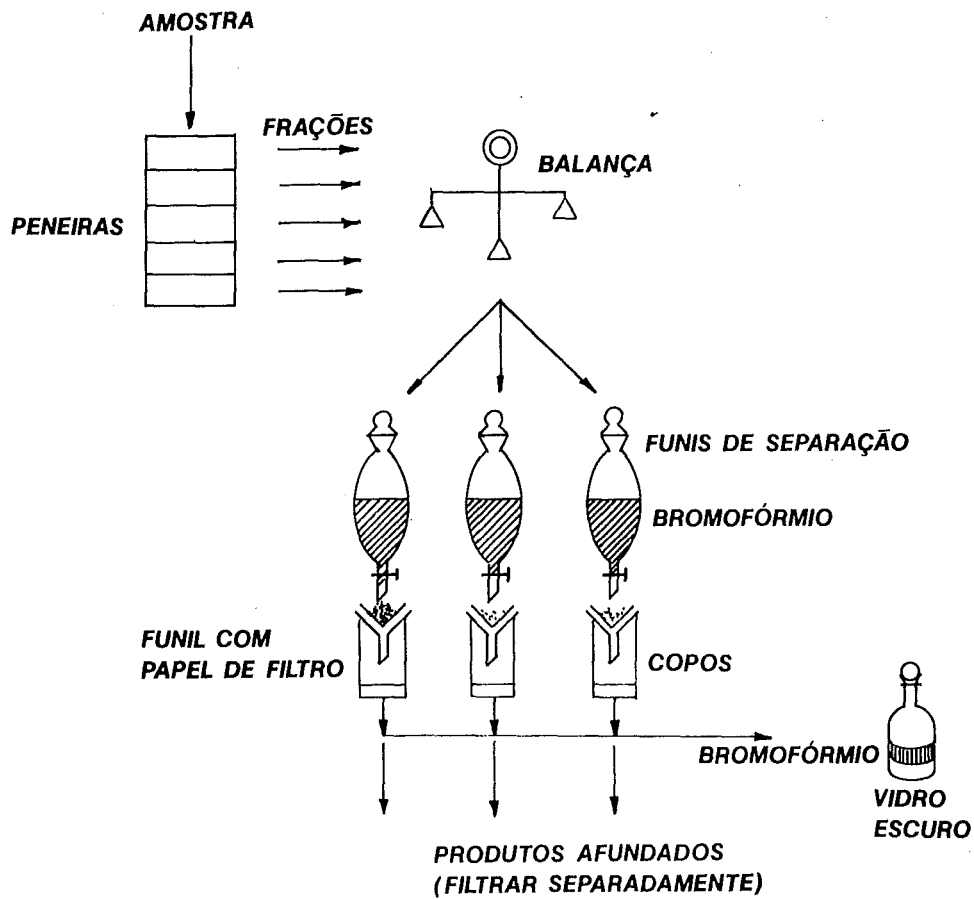 AMOSTRA
FRAÇÕES
BALANÇA
PENEIRAS
FUNIS DE SEPARAÇÃO
BROMOFÓRMIO
FUNIL COM
PAPEL DE FILTRO
COPOS
BROMOFÓRMIO
VIDRO
ESCURO
PRODUTOS AFUNDADOS
(FILTRAR SEPARADAMENTE)